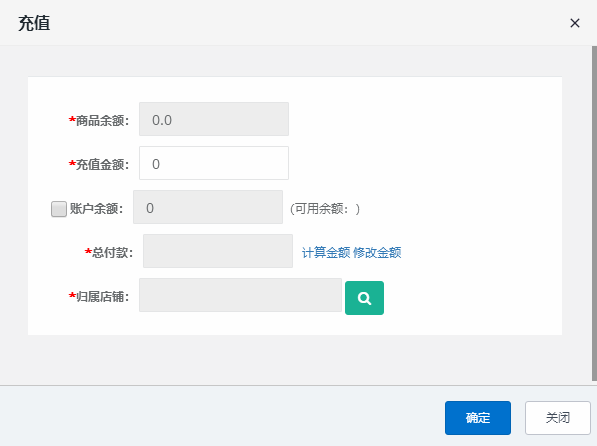 充值
×
*商品余额： 0.0
*充值金额： 0
账户余额： 0 (可用余额：)
*总付款： 计算金额 修改金额
*归属店铺：
确定 关闭